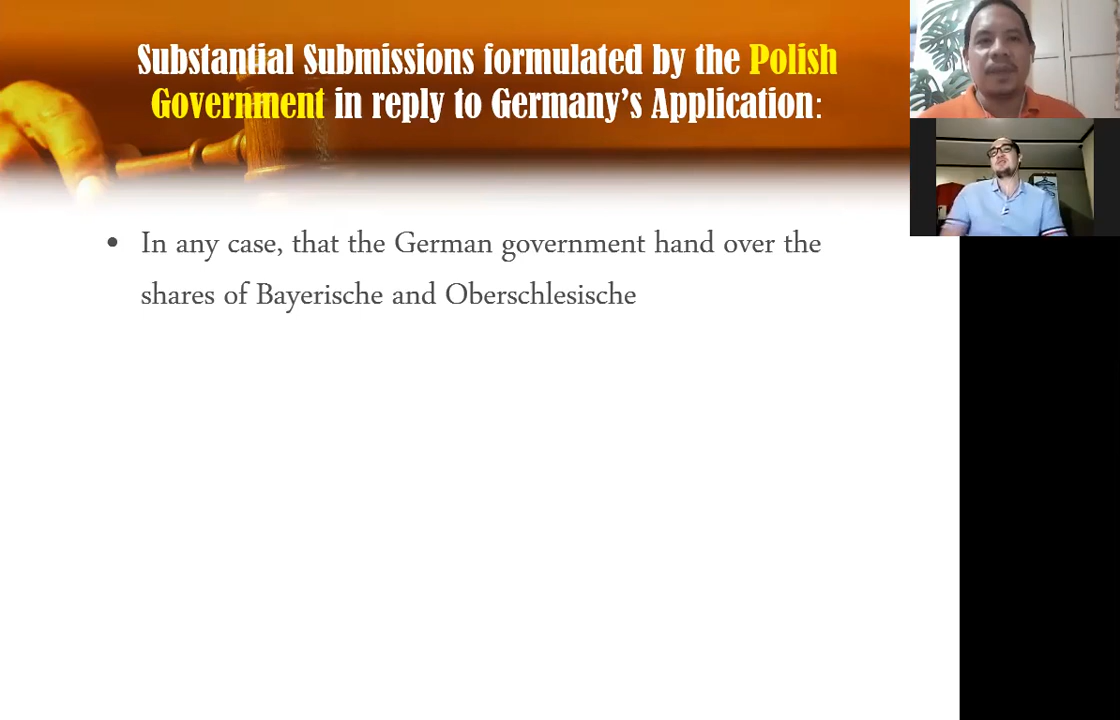 Substantial Submissions formulated by the Polish
Government in reply to Germany’s Application:
• In any case, that the German government hand over the
shares of Bayerische and Oberschlesische